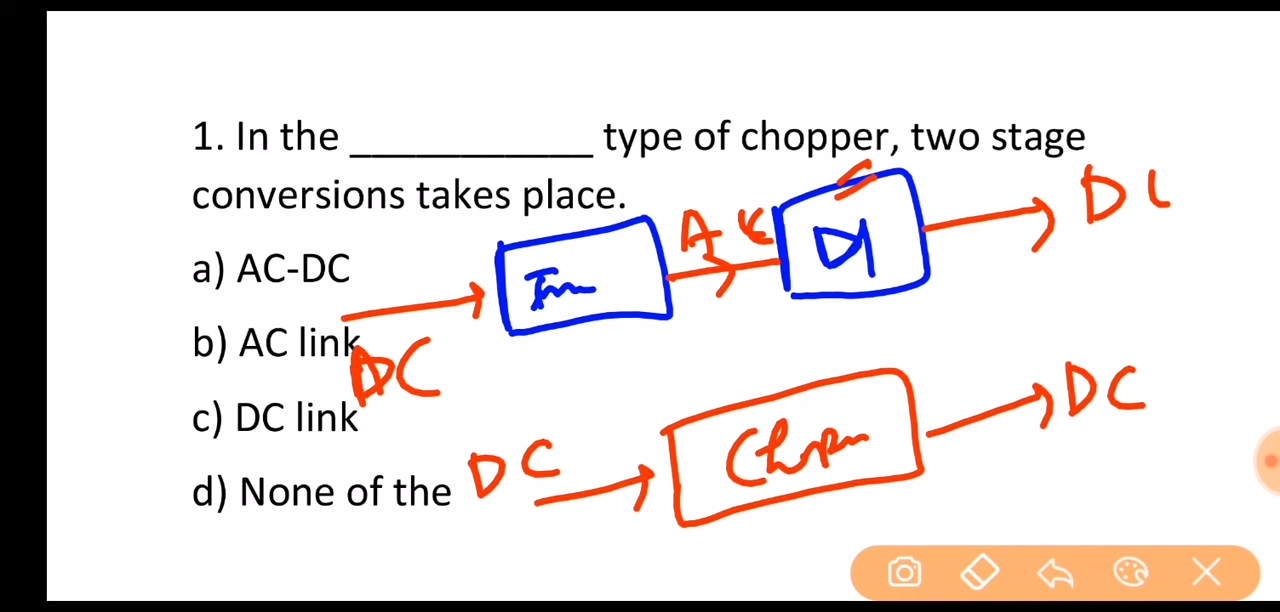 1. In the ____________ type of chopper, two stage
conversions takes place.
DC
AC
a) AC-DC
b) AC link
DC
c) DC link
DC
DC
d) None of the